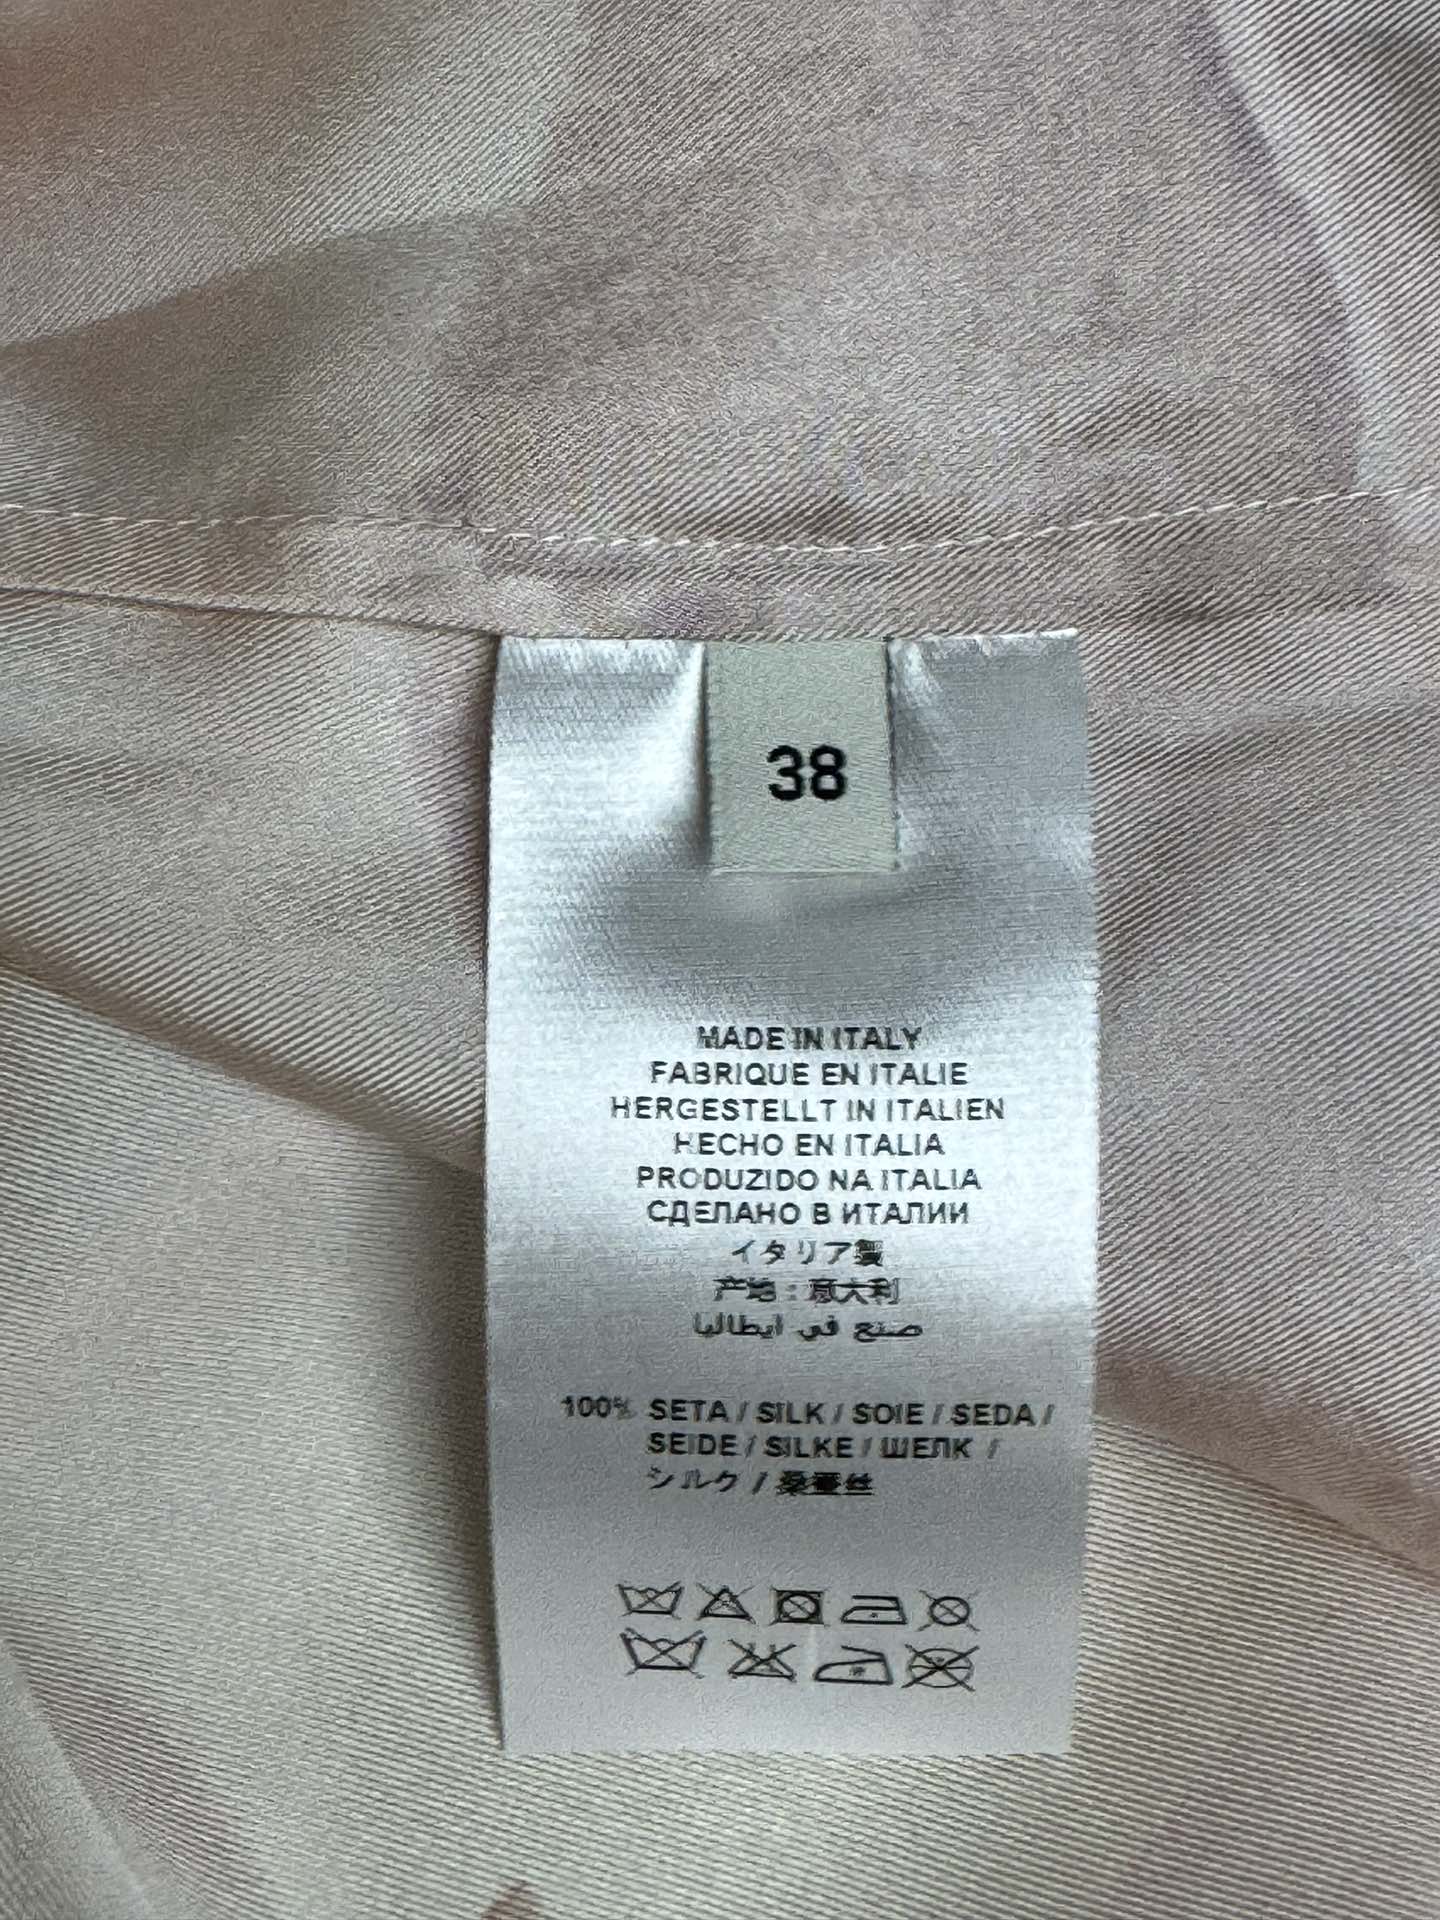 38
MADE IN ITALY
FABRIQUE EN ITALIE
HERGESTELLT IN ITALIEN
HECHO EN ITALIA
PRODUZIDO NA ITALIA
СДЕЛАНО В ИТАЛИИ
イタリア製
产地：意大利
صنع في ايطاليا
100% SETA / SILK / SOIE / SEDA /
SEIDE / SILKE / ШЕЛК /
シルク / 桑蚕丝